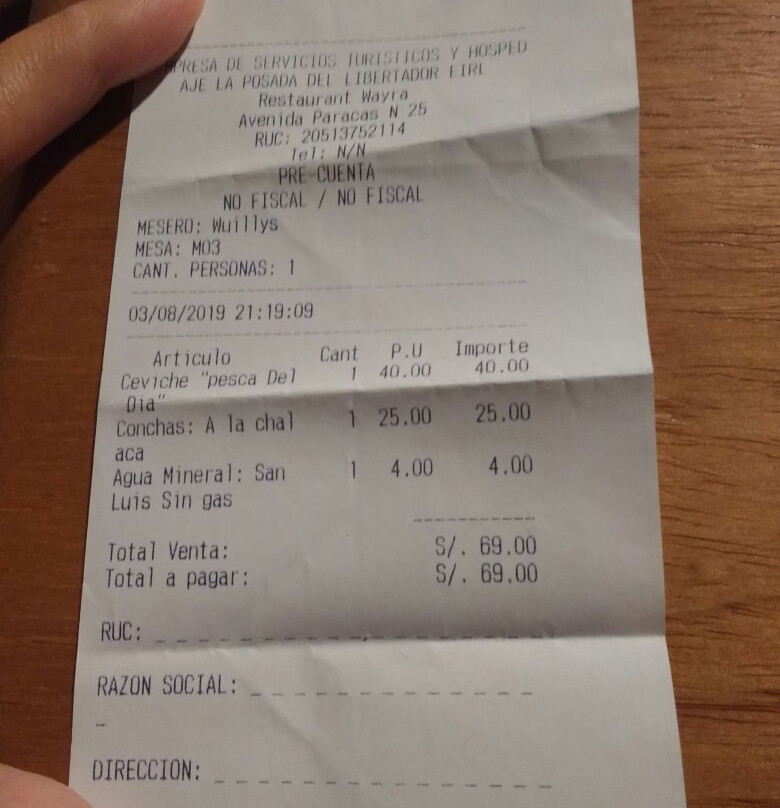 EMPRESA DE SERVICIOS TURISTICOS Y HOSPED
AJE LA POSADA DEL LIBERTADOR EIRL
Restaurant Wayra
Avenida Paracas N 25
RUC: 20513752114
Tel: N/N
PRE-CUENTA
NO FISCAL / NO FISCAL
MESERO: Wuillys
MESA: M03
CANT. PERSONAS: 1
03/08/2019 21:19:09
Articulo Cant P.U Importe
Ceviche "pesca Del 1 40.00 40.00
Dia"
Conchas: A la chal 1 25.00 25.00
aca
Agua Mineral: San 1 4.00 4.00
Luis Sin gas
Total Venta: S/. 69.00
Total a pagar: S/. 69.00
RUC: _ _ _ _ _ _ _ _ _ _ _ _ _ _ _ _ _ _
RAZON SOCIAL: _ _ _ _ _ _ _ _ _ _ _ _ _
_
DIRECCION: _ _ _ _ _ _ _ _ _ _ _ _ _ _ _